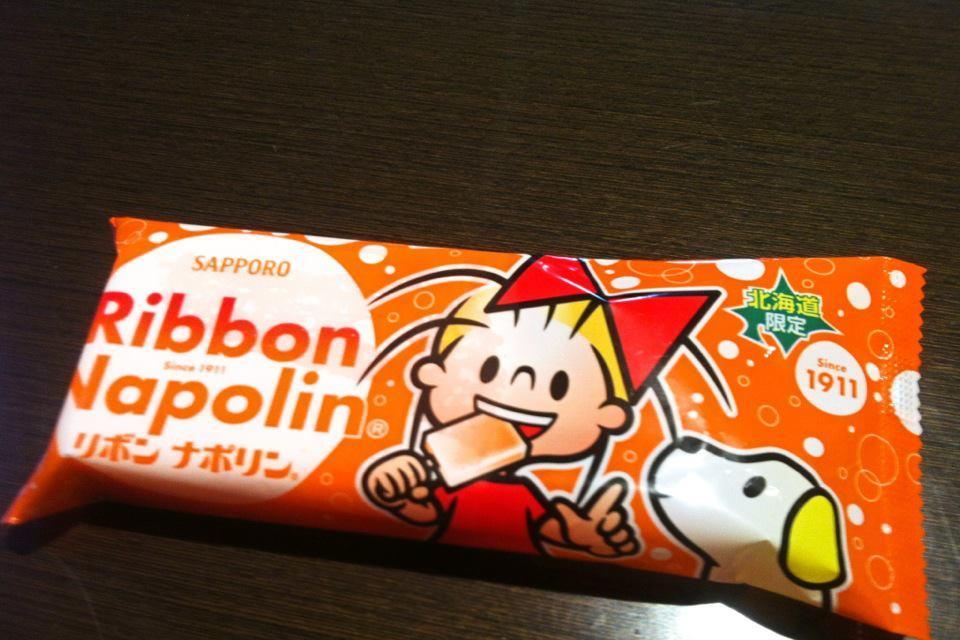 SAPPORO
Ribbon
Since 1911
Napolin®
リボン ナポリン®
北海道
限定
Since
1911